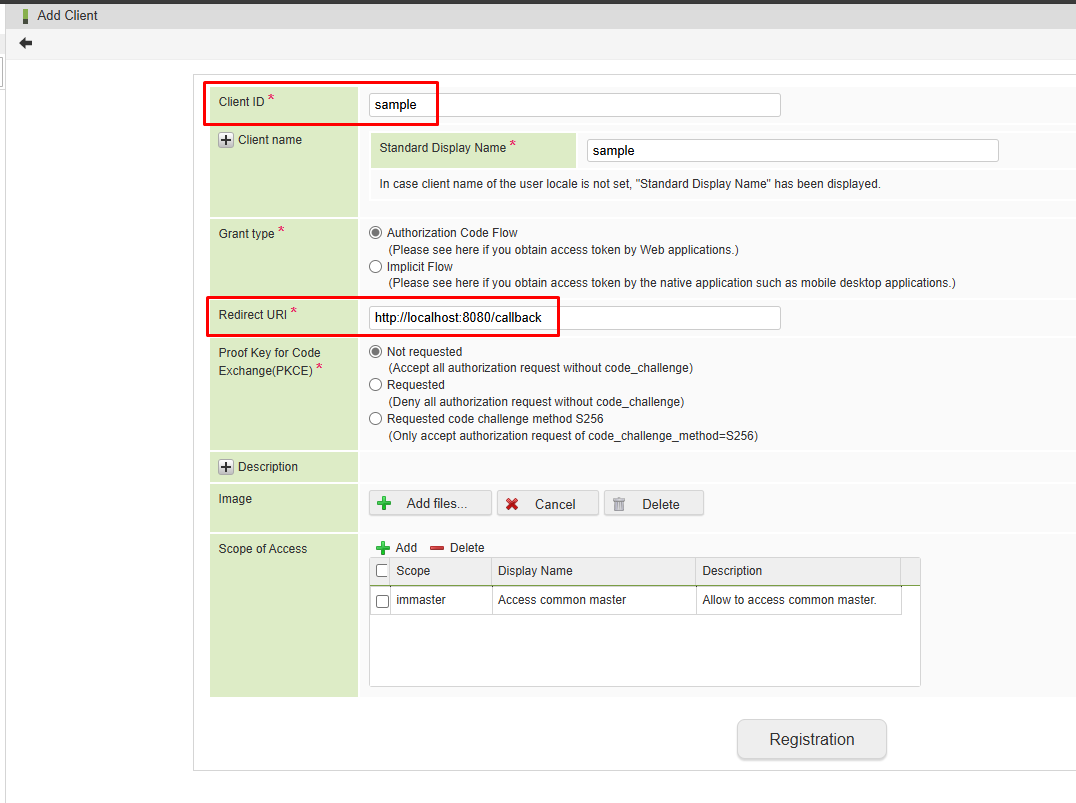 Add Client
Client ID *
sample
Client name
Standard Display Name *
sample
In case client name of the user locale is not set, "Standard Display Name" has been displayed.
Grant type *
Authorization Code Flow
(Please see here if you obtain access token by Web applications.)
Implicit Flow
(Please see here if you obtain access token by the native application such as mobile desktop applications.)
Redirect URI *
http://localhost:8080/callback
Proof Key for Code
Exchange(PKCE) *
Not requested
(Accept all authorization request without code_challenge)
Requested
(Deny all authorization request without code_challenge)
Requested code challenge method S256
(Only accept authorization request of code_challenge_method=S256)
Description
Image
Add files... Cancel Delete
Scope of Access
Add Delete
Scope Display Name Description
immaster Access common master Allow to access common master.
Registration